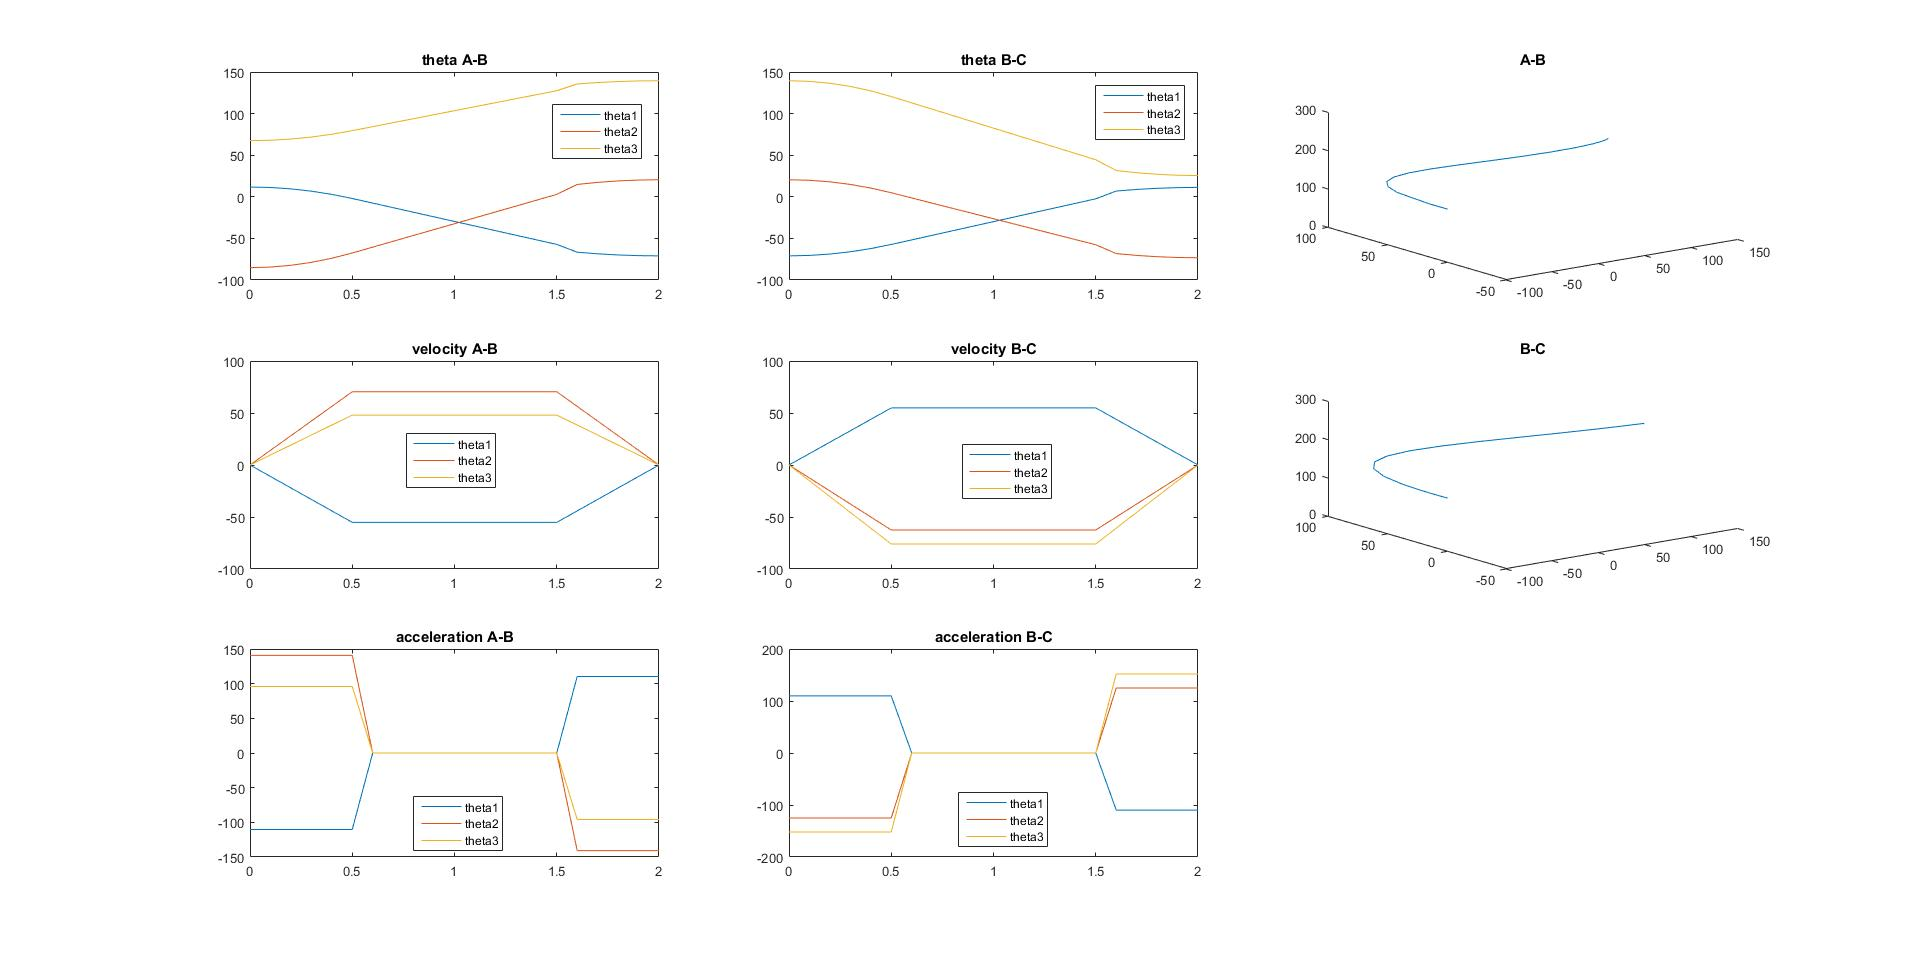 theta A-B
150
100
50
0
-50
-100
0 0.5 1 1.5 2
theta1
theta2
theta3
theta B-C
150
100
50
0
-50
-100
0 0.5 1 1.5 2
theta1
theta2
theta3
A-B
300
200
100
0
100
50
0
-50
-100
-50
0
50
100
150
velocity A-B
100
50
0
-50
-100
0 0.5 1 1.5 2
theta1
theta2
theta3
velocity B-C
100
50
0
-50
-100
0 0.5 1 1.5 2
theta1
theta2
theta3
B-C
300
200
100
0
100
50
0
-50
-100
-50
0
50
100
150
acceleration A-B
150
100
50
0
-50
-100
-150
0 0.5 1 1.5 2
theta1
theta2
theta3
acceleration B-C
200
100
0
-100
-200
0 0.5 1 1.5 2
theta1
theta2
theta3